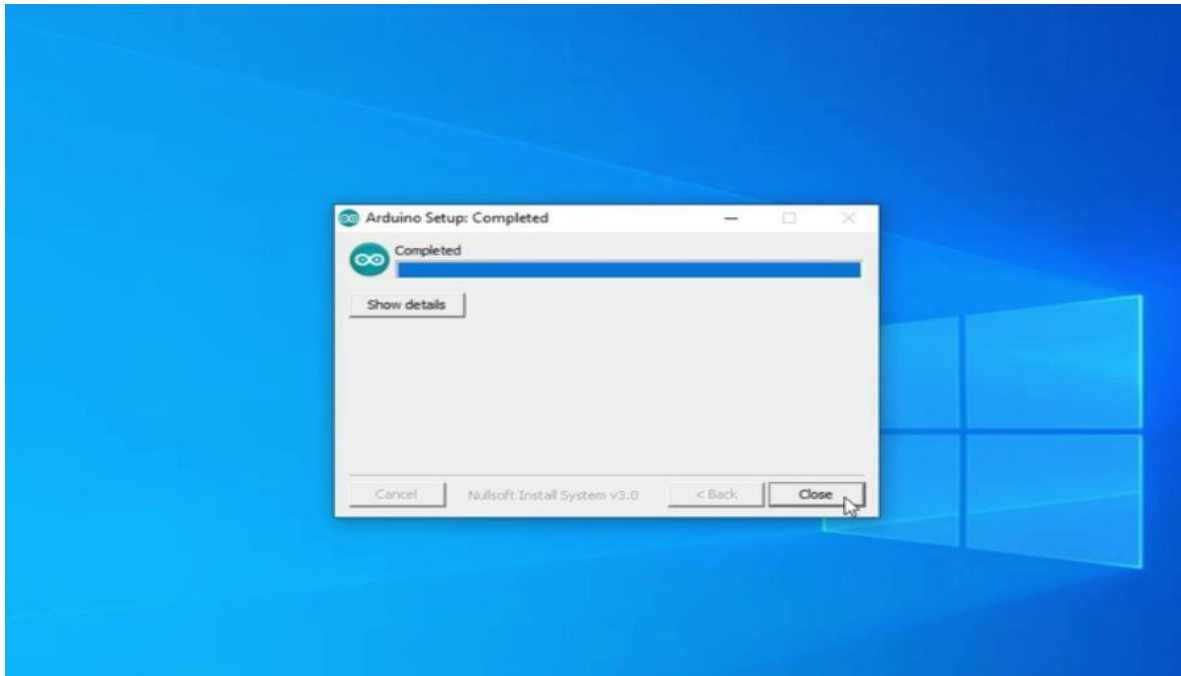 Arduino Setup: Completed
Completed
Show details
Cancel
Nullsoft Install System v3.0
< Back
Close